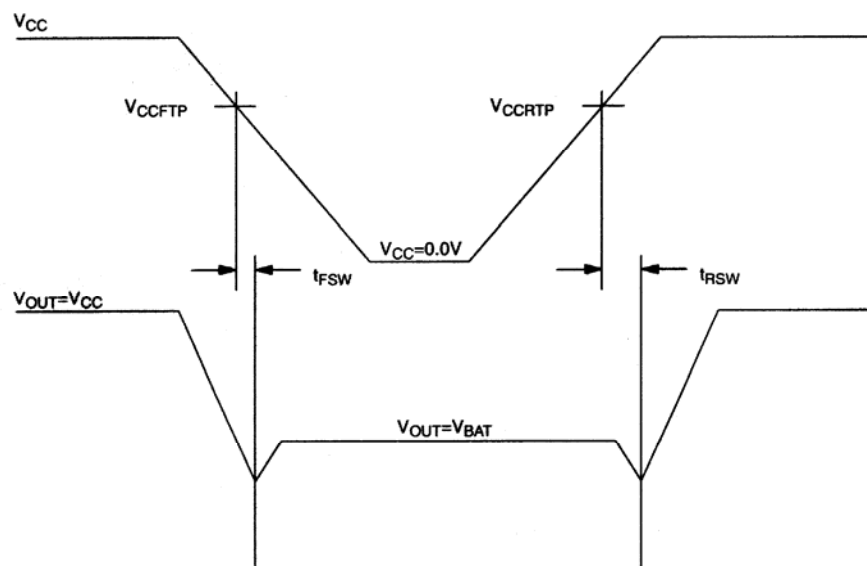 VCC
VCCFTP
VCCRTP
VCC=0.0V
tFSW
tRSW
VOUT=VCC
VOUT=VBAT